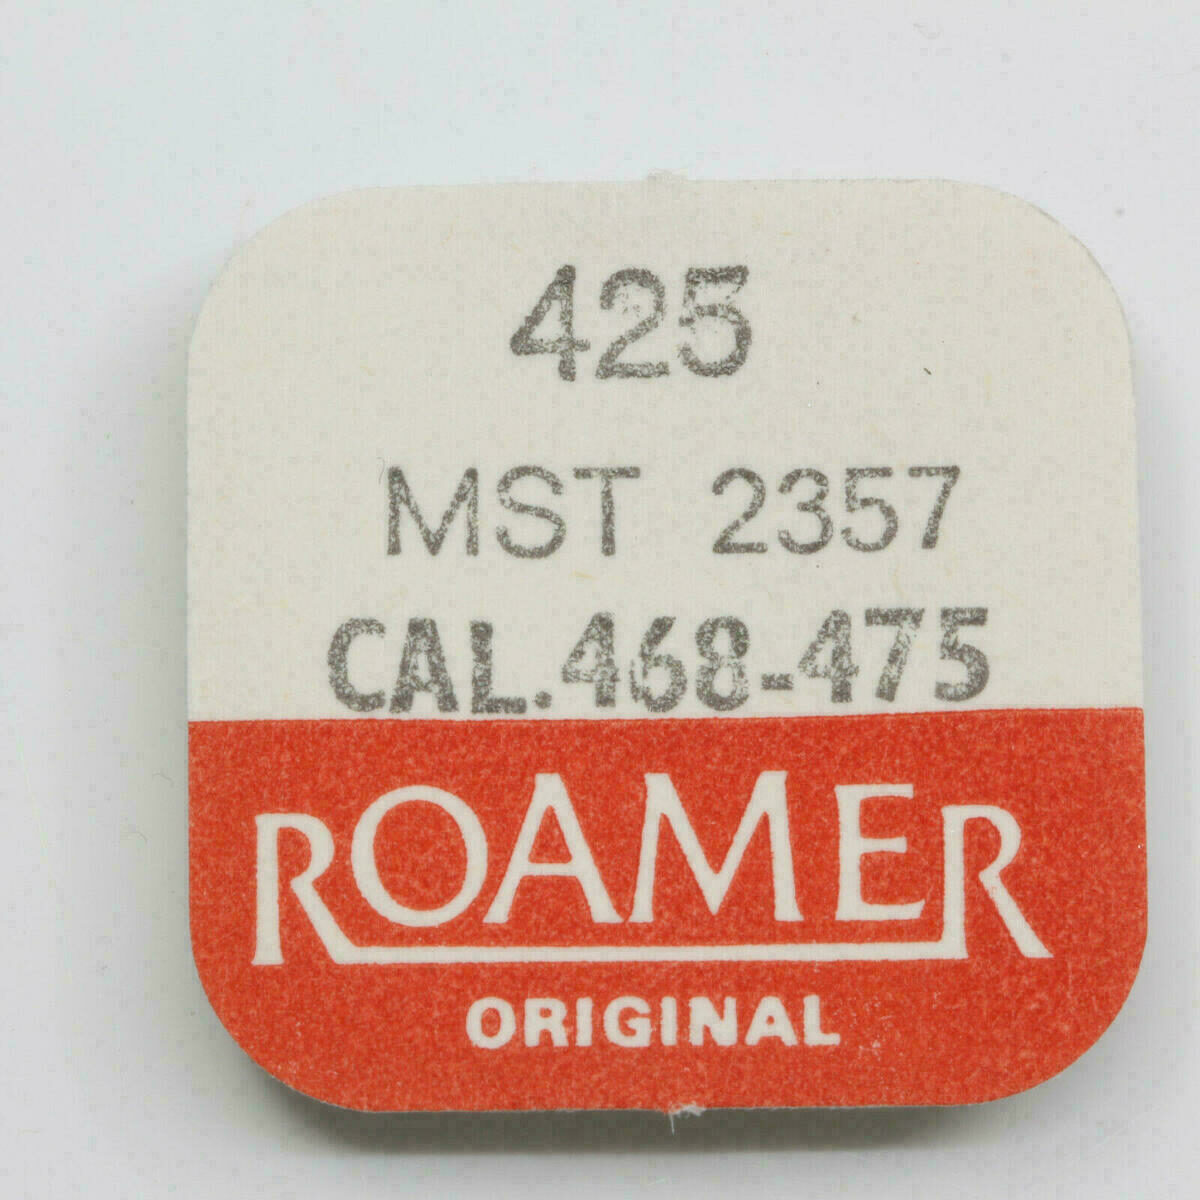 425
MST 2357
CAL.468-475
ROAMER
ORIGINAL